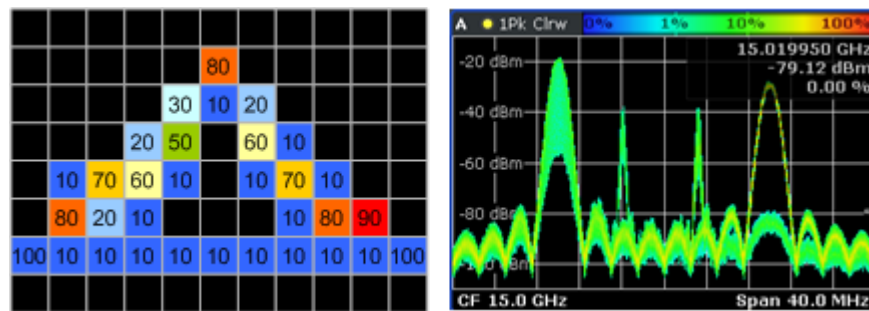 80
30 10 20
20 50 60 10
10 70 60 10 10 70 10
80 20 10 10 80 90
100 10 10 10 10 10 10 10 10 10 100
A 1Pk Clrw 0% 1% 10% 100%
15.019950 GHz
-79.12 dBm
0.00 %
-20 dBm
-40 dBm
-60 dBm
-80 dBm
CF 15.0 GHz Span 40.0 MHz